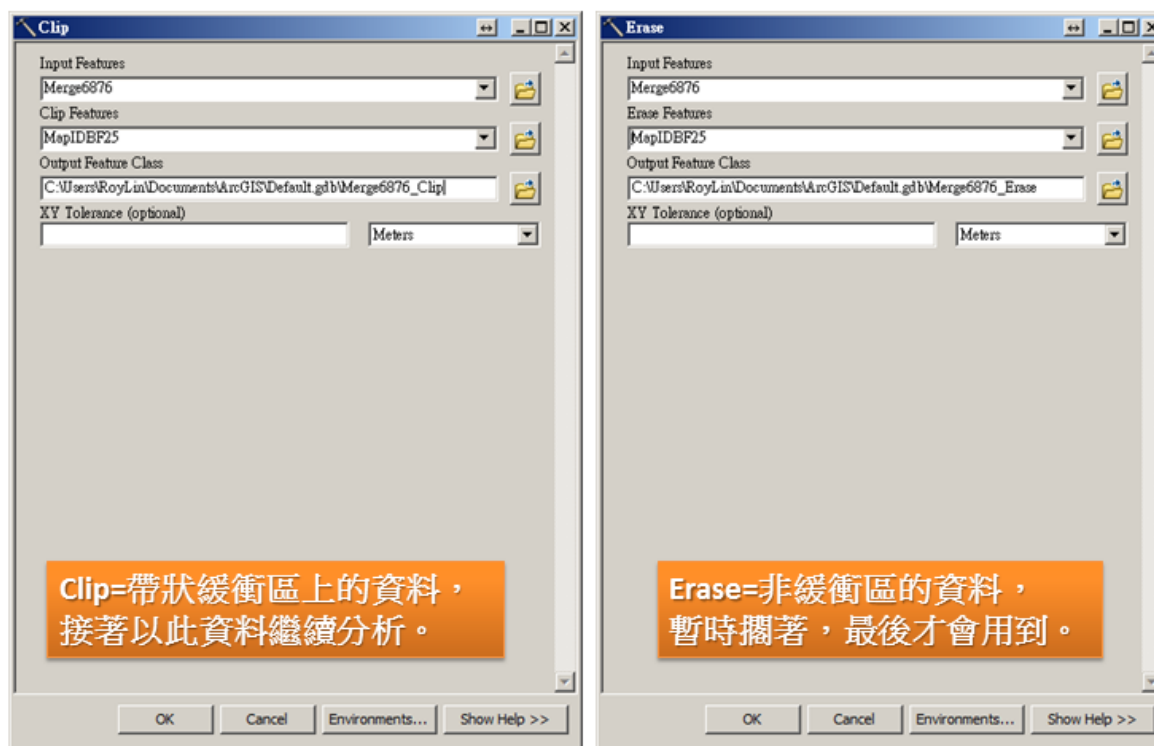 Clip
Input Features
Merge6876
Clip Features
MapIDBF25
Output Feature Class
C:\Users\RoyLin\Documents\ArcGIS\Default.gdb\Merge6876_Clip
XY Tolerance (optional)
Meters
Clip=帶狀緩衝區上的資料，
接著以此資料繼續分析。
OK Cancel Environments... Show Help >>
Erase
Input Features
Merge6876
Erase Features
MapIDBF25
Output Feature Class
C:\Users\RoyLin\Documents\ArcGIS\Default.gdb\Merge6876_Erase
XY Tolerance (optional)
Meters
Erase=非緩衝區的資料，
暫時擱著，最後才會用到。
OK Cancel Environments... Show Help >>